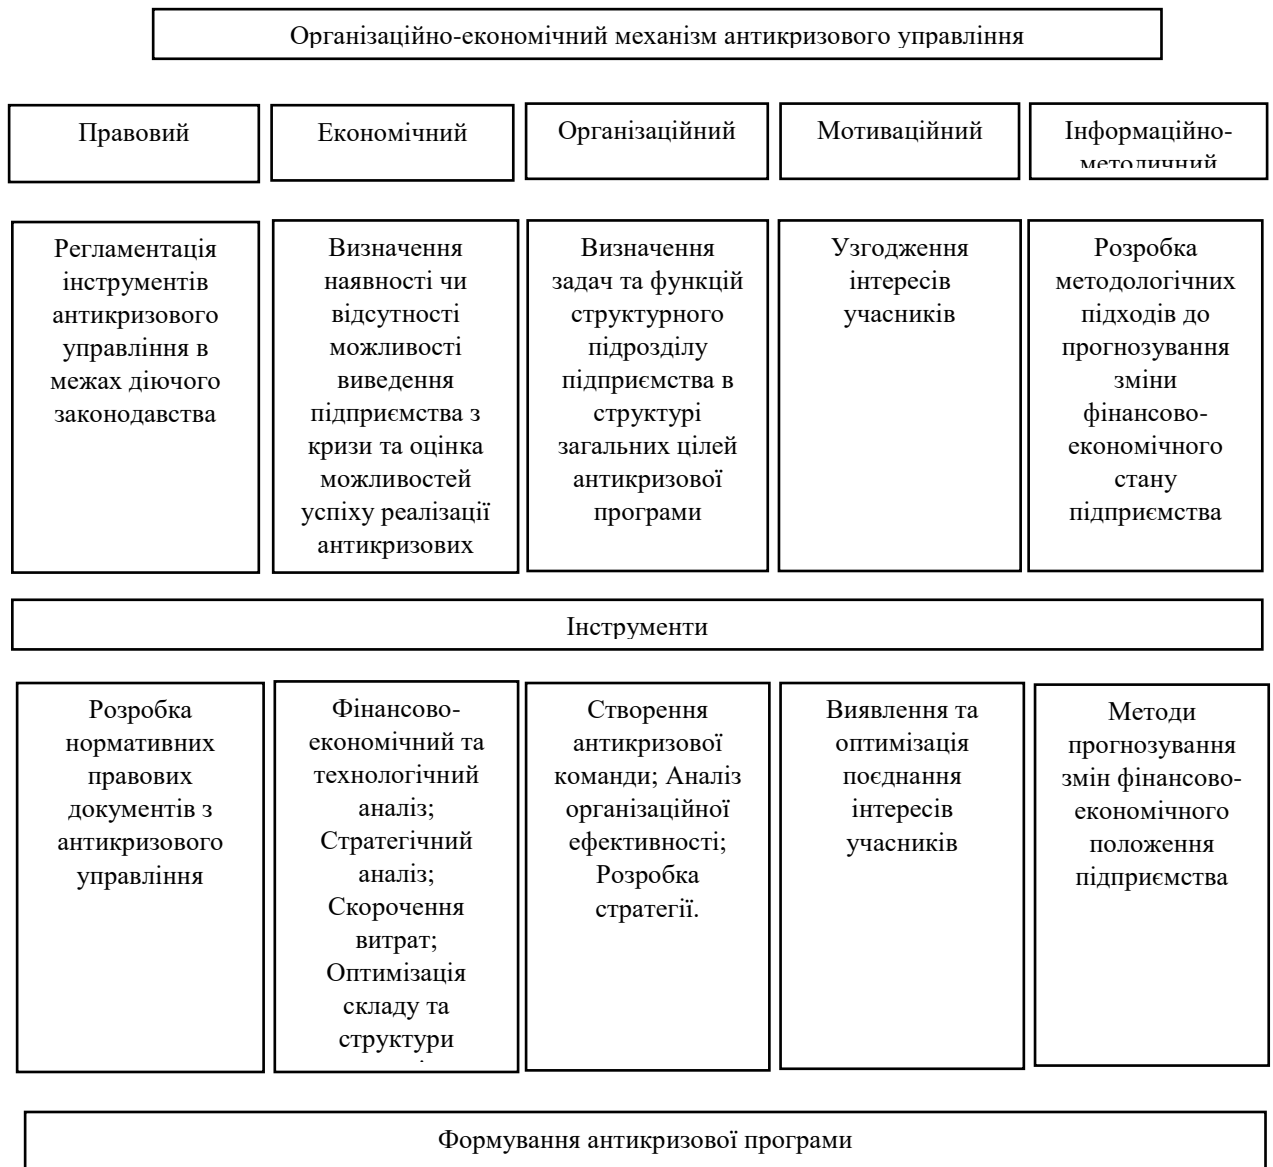 Організаційно-економічний механізм антикризового управління
Правовий
Економічний
Організаційний
Мотиваційний
Інформаційно-
методичний
Регламентація
інструментів
антикризового
управління в
межах діючого
законодавства
Визначення
наявності чи
відсутності
можливості
виведення
підприємства з
кризи та оцінка
можливостей
успіху реалізації
антикризових
Визначення
задач та функцій
структурного
підрозділу
підприємства в
структурі
загальних цілей
антикризової
програми
Узгодження
інтересів
учасників
Розробка
методологічних
підходів до
прогнозування
зміни
фінансово-
економічного
стану
підприємства
Інструменти
Розробка
нормативних
правових
документів з
антикризового
управління
Фінансово-
економічний та
технологічний
аналіз;
Стратегічний
аналіз;
Скорочення
витрат;
Оптимізація
складу та
структури
Створення
антикризової
команди; Аналіз
організаційної
ефективності;
Розробка
стратегії.
Виявлення та
оптимізація
поєднання
інтересів
учасників
Методи
прогнозування
змін фінансово-
економічного
положення
підприємства
Формування антикризової програми